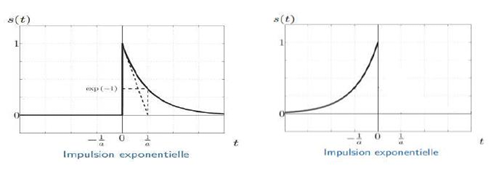 s(t)
1
exp(−1)
0
−1/a 0 1/a t
Impulsion exponentielle
s(t)
1
0
−1/a 0 1/a t
Impulsion exponentielle